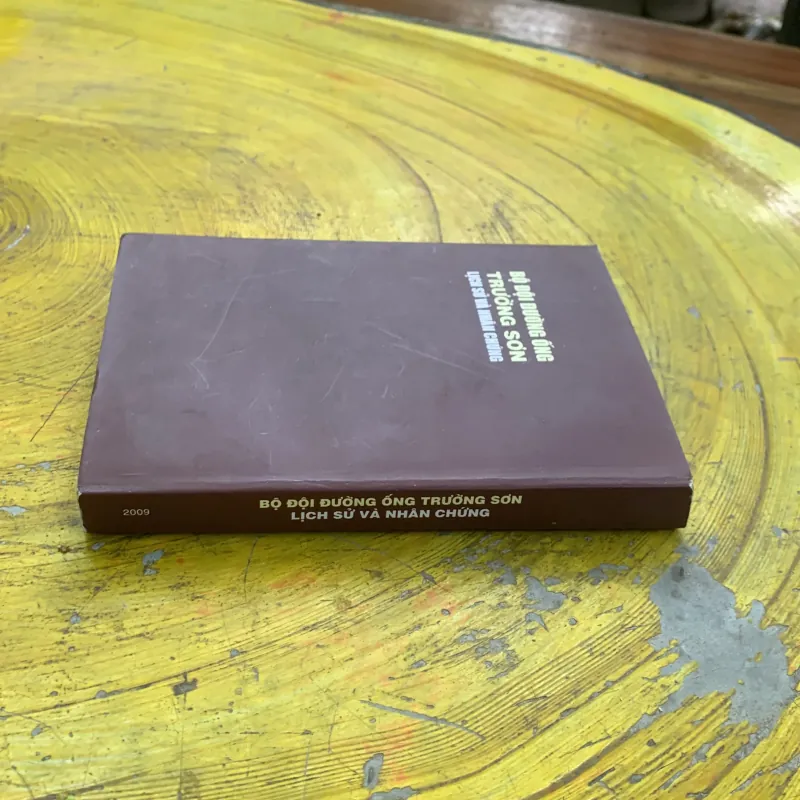 BỘ ĐỘI ĐƯỜNG ỐNG
TRƯỜNG SƠN
LỊCH SỬ VÀ NHÂN CHỨNG
BỘ ĐỘI ĐƯỜNG ỐNG TRƯỜNG SƠN
LỊCH SỬ VÀ NHÂN CHỨNG
2009